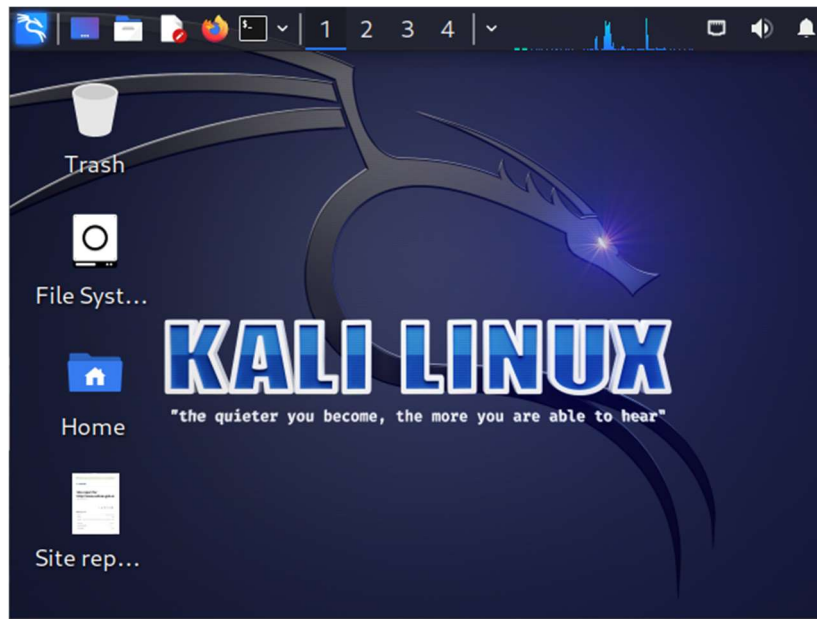 1 2 3 4
Trash
File Syst...
Home
Site rep...
KALI LINUX
"the quieter you become, the more you are able to hear"